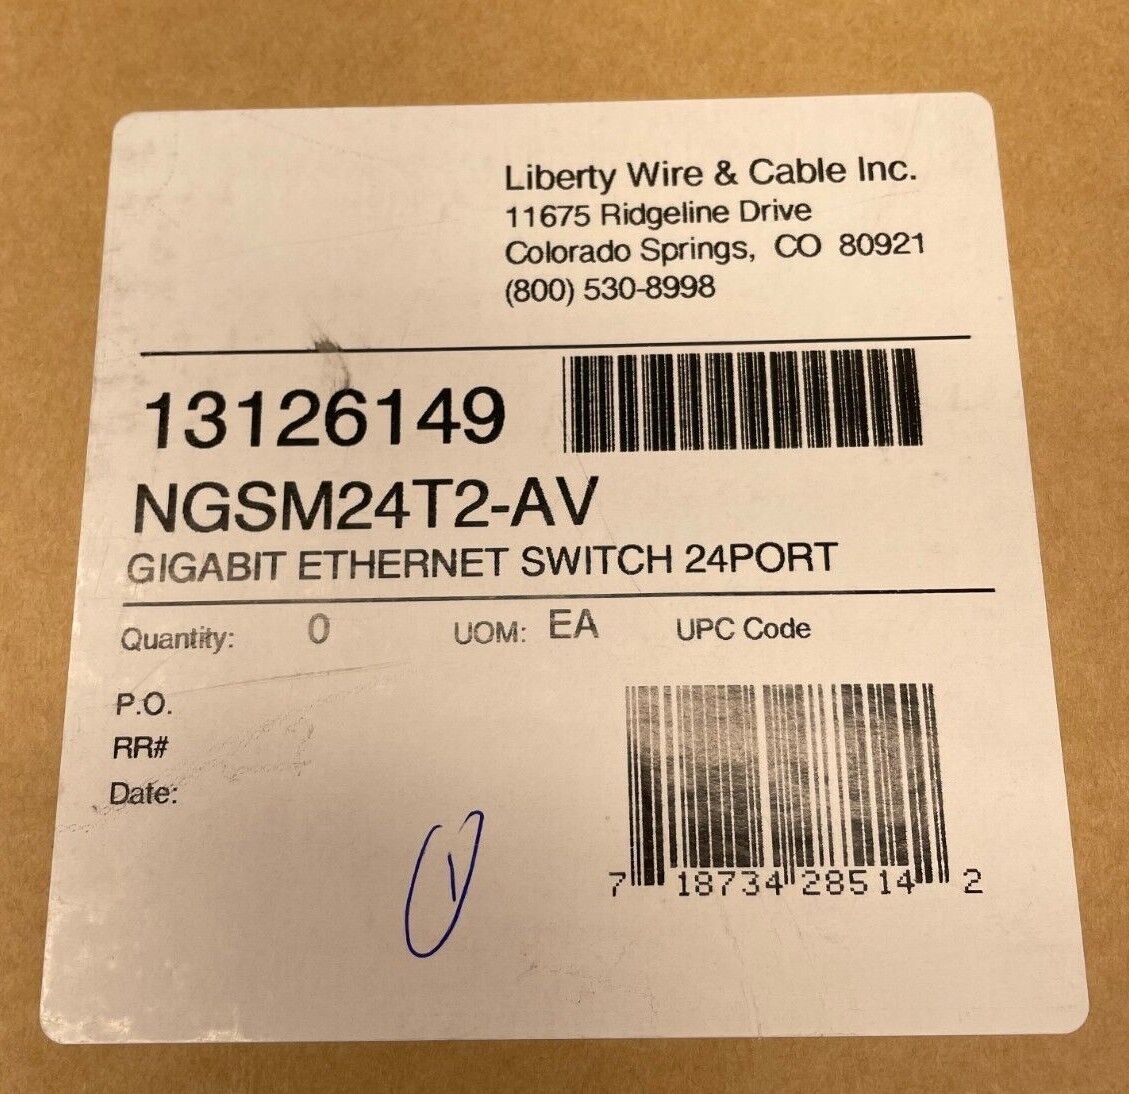 Liberty Wire & Cable Inc.
11675 Ridgeline Drive
Colorado Springs, CO 80921
(800) 530-8998
13126149
NGSM24T2-AV
GIGABIT ETHERNET SWITCH 24PORT
Quantity: 0 UOM: EA UPC Code
P.O.
RR#
Date:
1
7 18734 28514 2